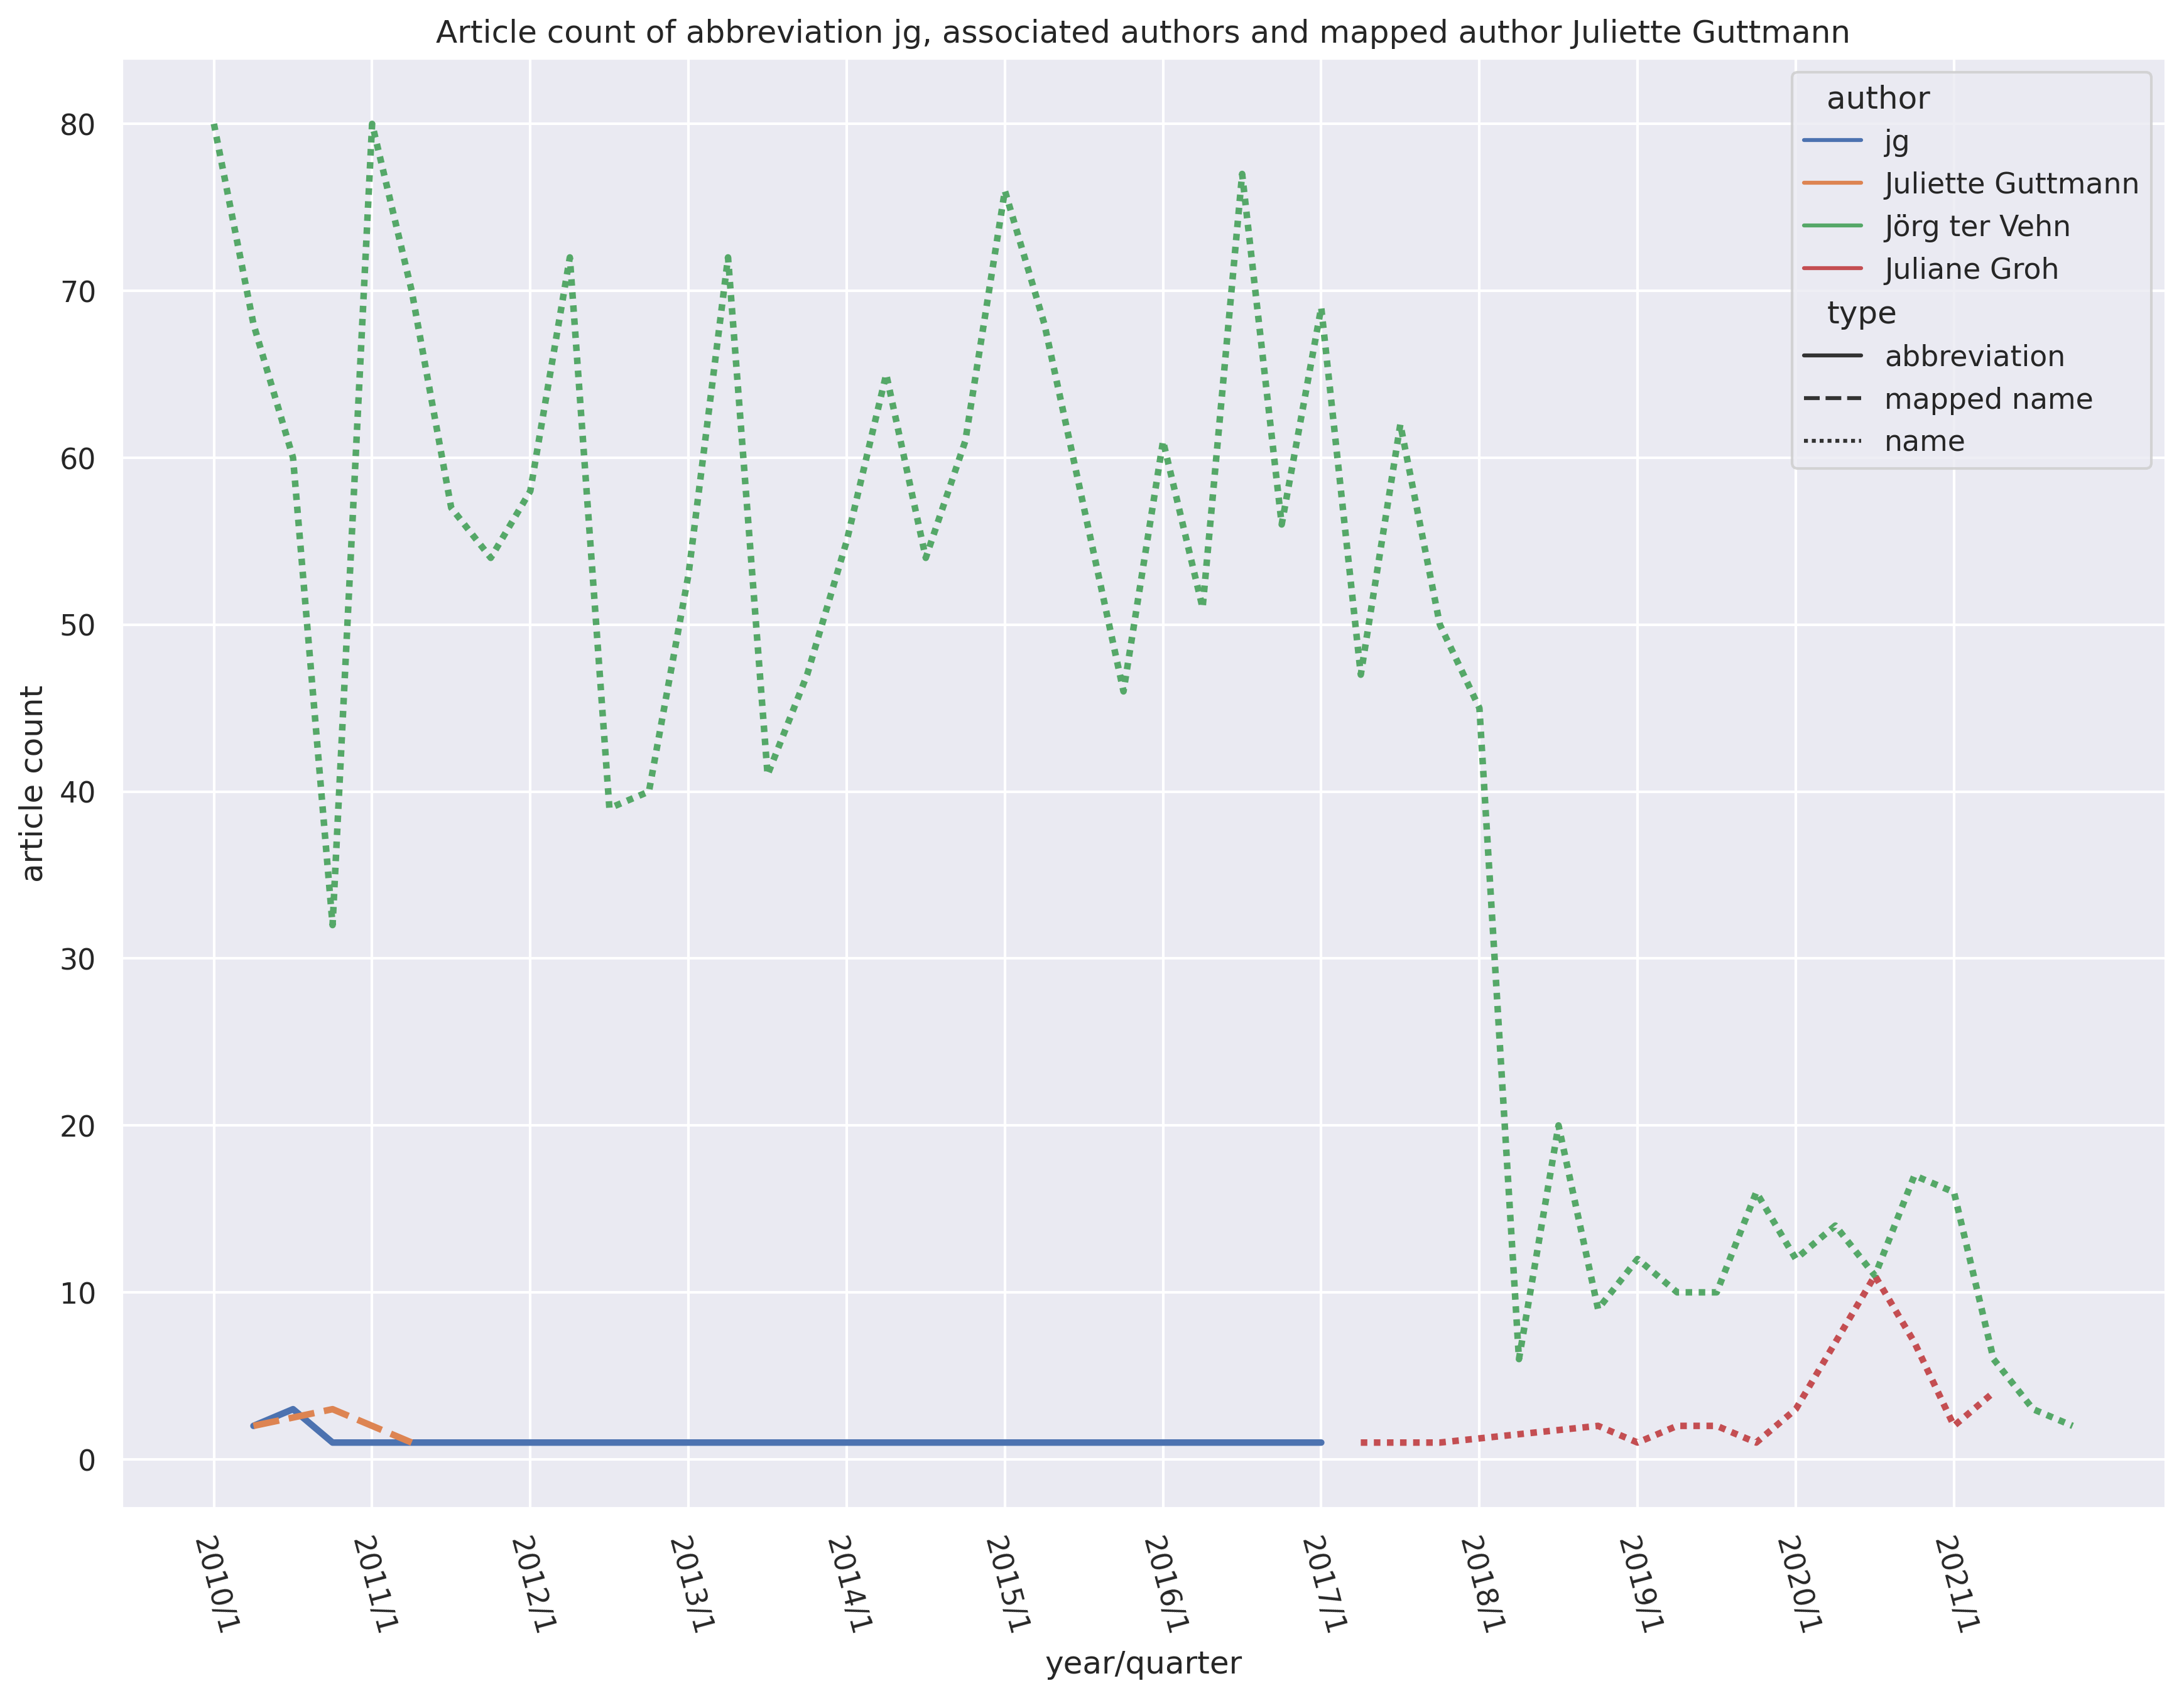 Article count of abbreviation jg, associated authors and mapped author Juliette Guttmann
author
jg
Juliette Guttmann
Jörg ter Vehn
Juliane Groh
type
abbreviation
mapped name
name
article count
80
70
60
50
40
30
20
10
0
2010/1
2011/1
2012/1
2013/1
2014/1
2015/1
2016/1
2017/1
2018/1
2019/1
2020/1
2021/1
year/quarter